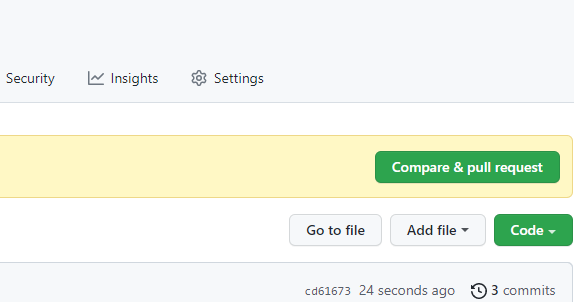 Security Insights Settings
Compare & pull request
Go to file Add file Code
cd61673 24 seconds ago 3 commits